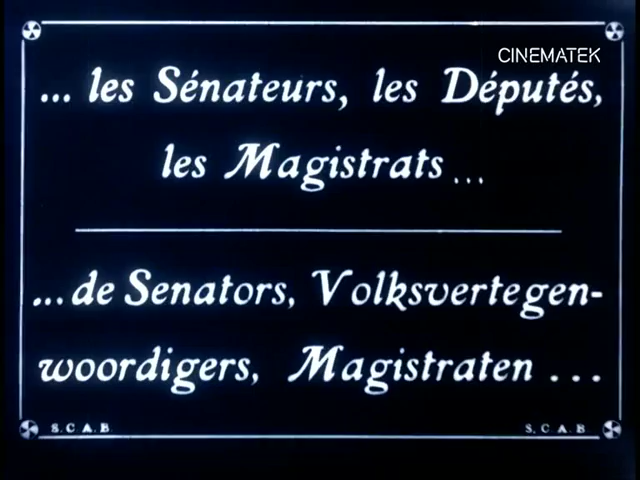 CINEMATEK
... les Sénateurs, les Députés,
les Magistrats ...
...de Senators, Volksvertegen-
woordigers, Magistraten ...
S. C. A. B.
S. C. A. B.